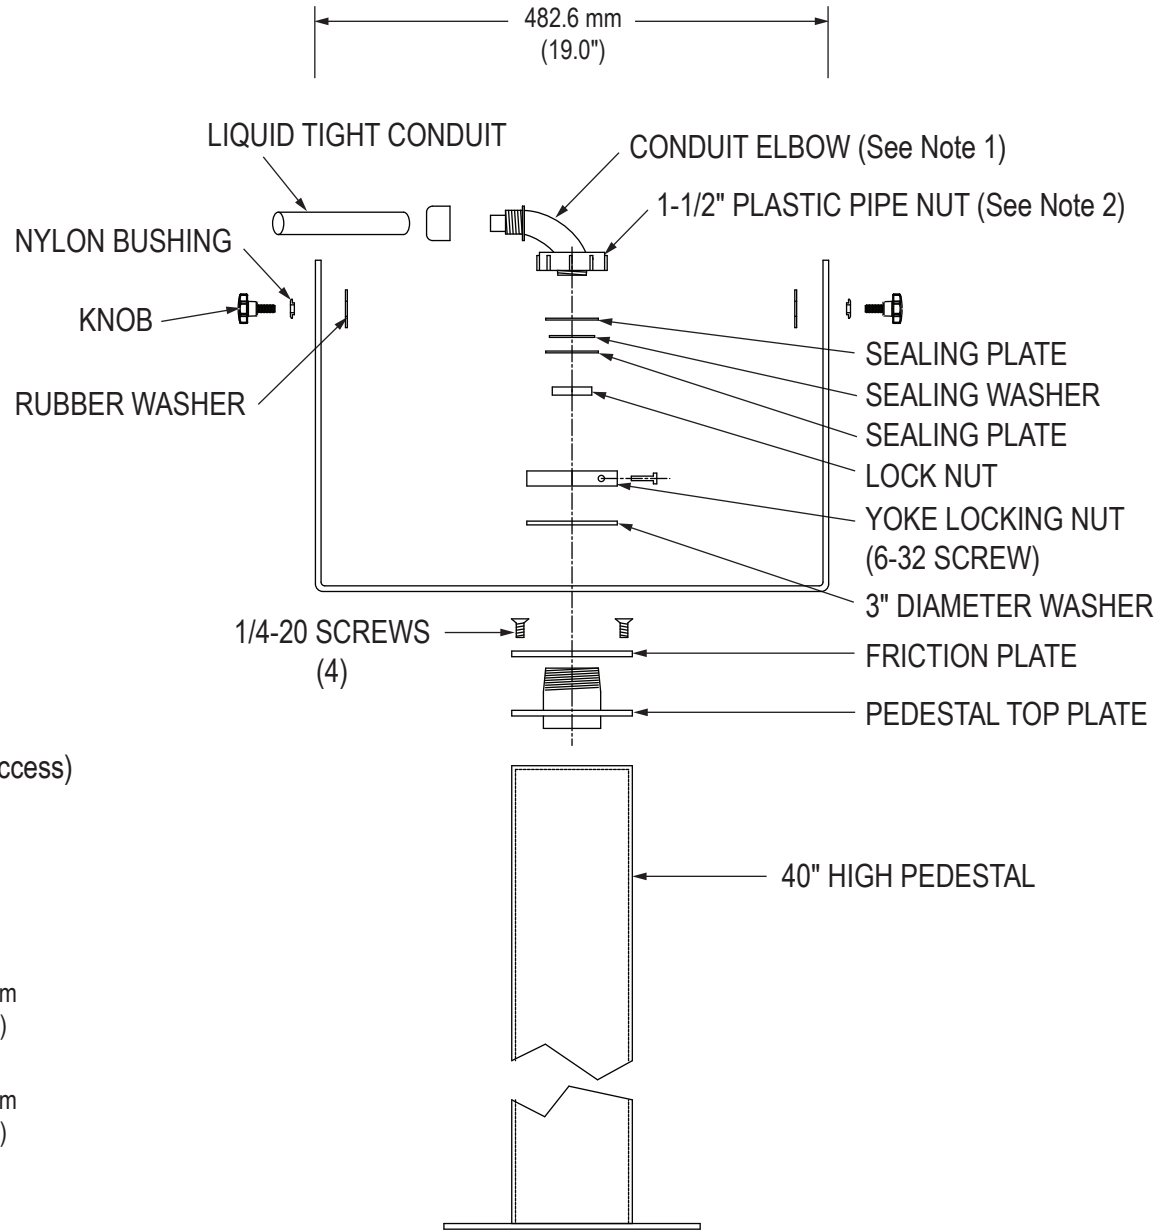 482.6 mm
(19.0")
LIQUID TIGHT CONDUIT
CONDUIT ELBOW (See Note 1)
1-1/2" PLASTIC PIPE NUT (See Note 2)
NYLON BUSHING
KNOB
RUBBER WASHER
SEALING PLATE
SEALING WASHER
SEALING PLATE
LOCK NUT
YOKE LOCKING NUT
(6-32 SCREW)
3" DIAMETER WASHER
1/4-20 SCREWS
(4)
FRICTION PLATE
PEDESTAL TOP PLATE
ccess)
40" HIGH PEDESTAL
m
)
m
)